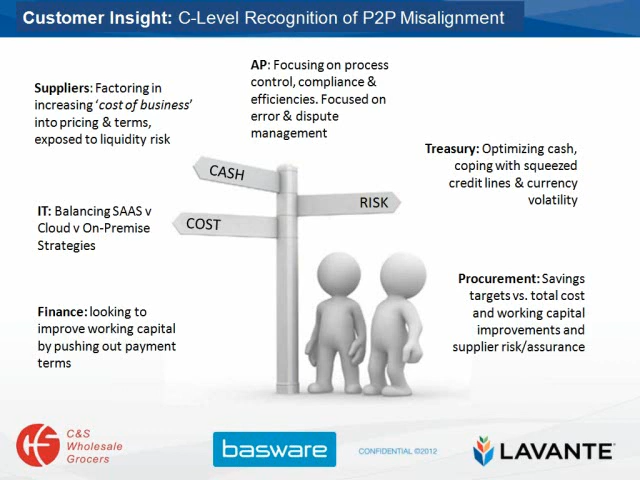 Customer Insight: C-Level Recognition of P2P Misalignment
AP: Focusing on process
control, compliance &
efficiencies. Focused on
error & dispute
management
Suppliers: Factoring in
increasing ‘cost of business’
into pricing & terms,
exposed to liquidity risk
Treasury: Optimizing cash,
coping with squeezed
credit lines & currency
volatility
CASH
RISK
COST
IT: Balancing SAAS v
Cloud v On-Premise
Strategies
Procurement: Savings
targets vs. total cost
and working capital
improvements and
supplier risk/assurance
Finance: looking to
improve working capital
by pushing out payment
terms
C&S
Wholesale
Grocers
basware
CONFIDENTIAL ©2012
LAVANTE